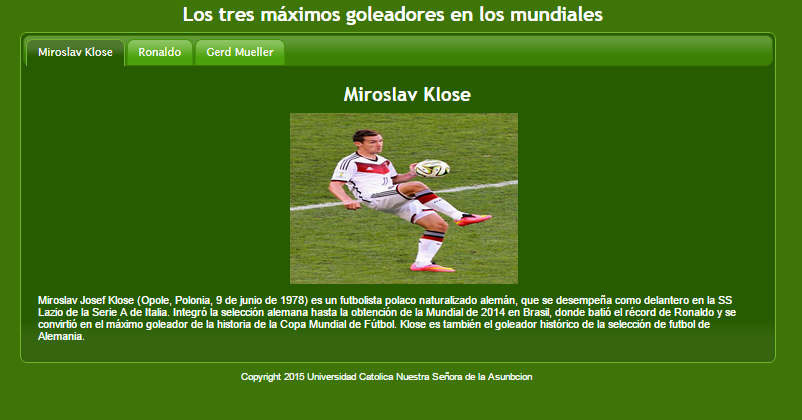 Los tres máximos goleadores en los mundiales
Miroslav Klose
Ronaldo
Gerd Mueller
Miroslav Klose
Miroslav Josef Klose (Opole, Polonia, 9 de junio de 1978) es un futbolista polaco naturalizado alemán, que se desempeña como delantero en la SS
Lazio de la Serie A de Italia. Integró la selección alemana hasta la obtención de la Mundial de 2014 en Brasil, donde batió el récord de Ronaldo y se
convirtió en el máximo goleador de la historia de la Copa Mundial de Fútbol. Klose es también el goleador histórico de la selección de futbol de
Alemania.
Copyright 2015 Universidad Catolica Nuestra Señora de la Asunbcion